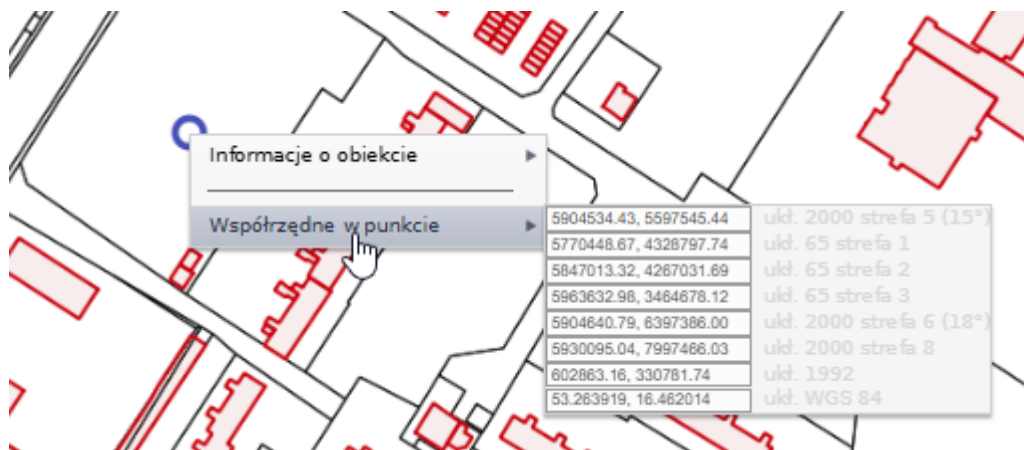 Informacje o obiekcie
Współrzędne w punkcie
5904534.43, 5597545.44 ukł. 2000 strefa 5 (15°)
5770448.67, 4328797.74 ukł. 65 strefa 1
5847013.32, 4267031.69 ukł. 65 strefa 2
5963632.98, 3464678.12 ukł. 65 strefa 3
5904640.79, 6397386.00 ukł. 2000 strefa 6 (18°)
5930095.04, 7997466.03 ukł. 2000 strefa 8
602863.16, 330781.74 ukł. 1992
53.263919, 16.462014 ukł. WGS 84